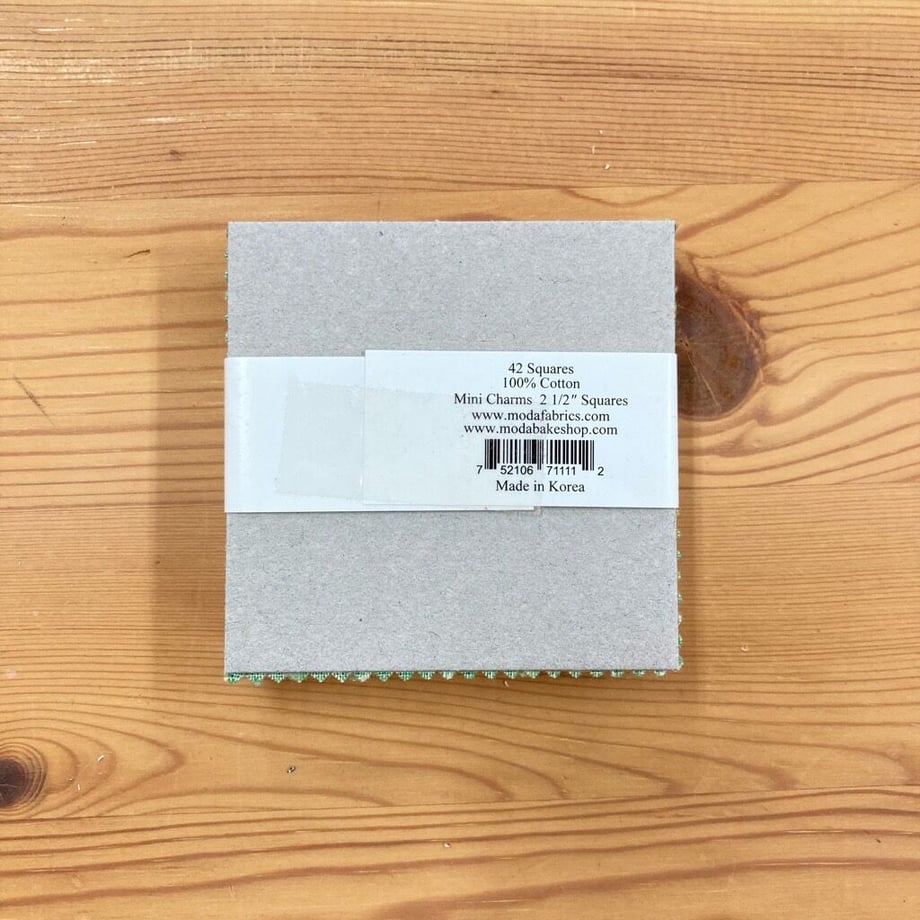 42 Squares
100% Cotton
Mini Charms 2 1/2" Squares
www.modafabrics.com
www.modabakeshop.com
7 52106 71111 2
Made in Korea